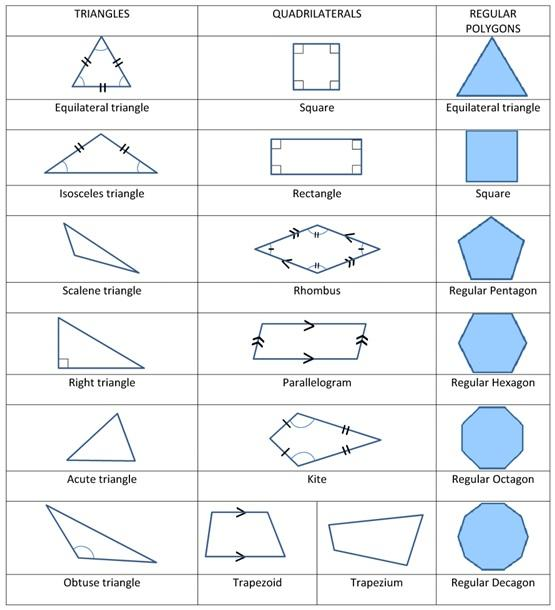 TRIANGLES
QUADRILATERALS
REGULAR
POLYGONS
Equilateral triangle
Square
Equilateral triangle
Isosceles triangle
Rectangle
Square
Scalene triangle
Rhombus
Regular Pentagon
Right triangle
Parallelogram
Regular Hexagon
Acute triangle
Kite
Regular Octagon
Obtuse triangle
Trapezoid
Trapezium
Regular Decagon